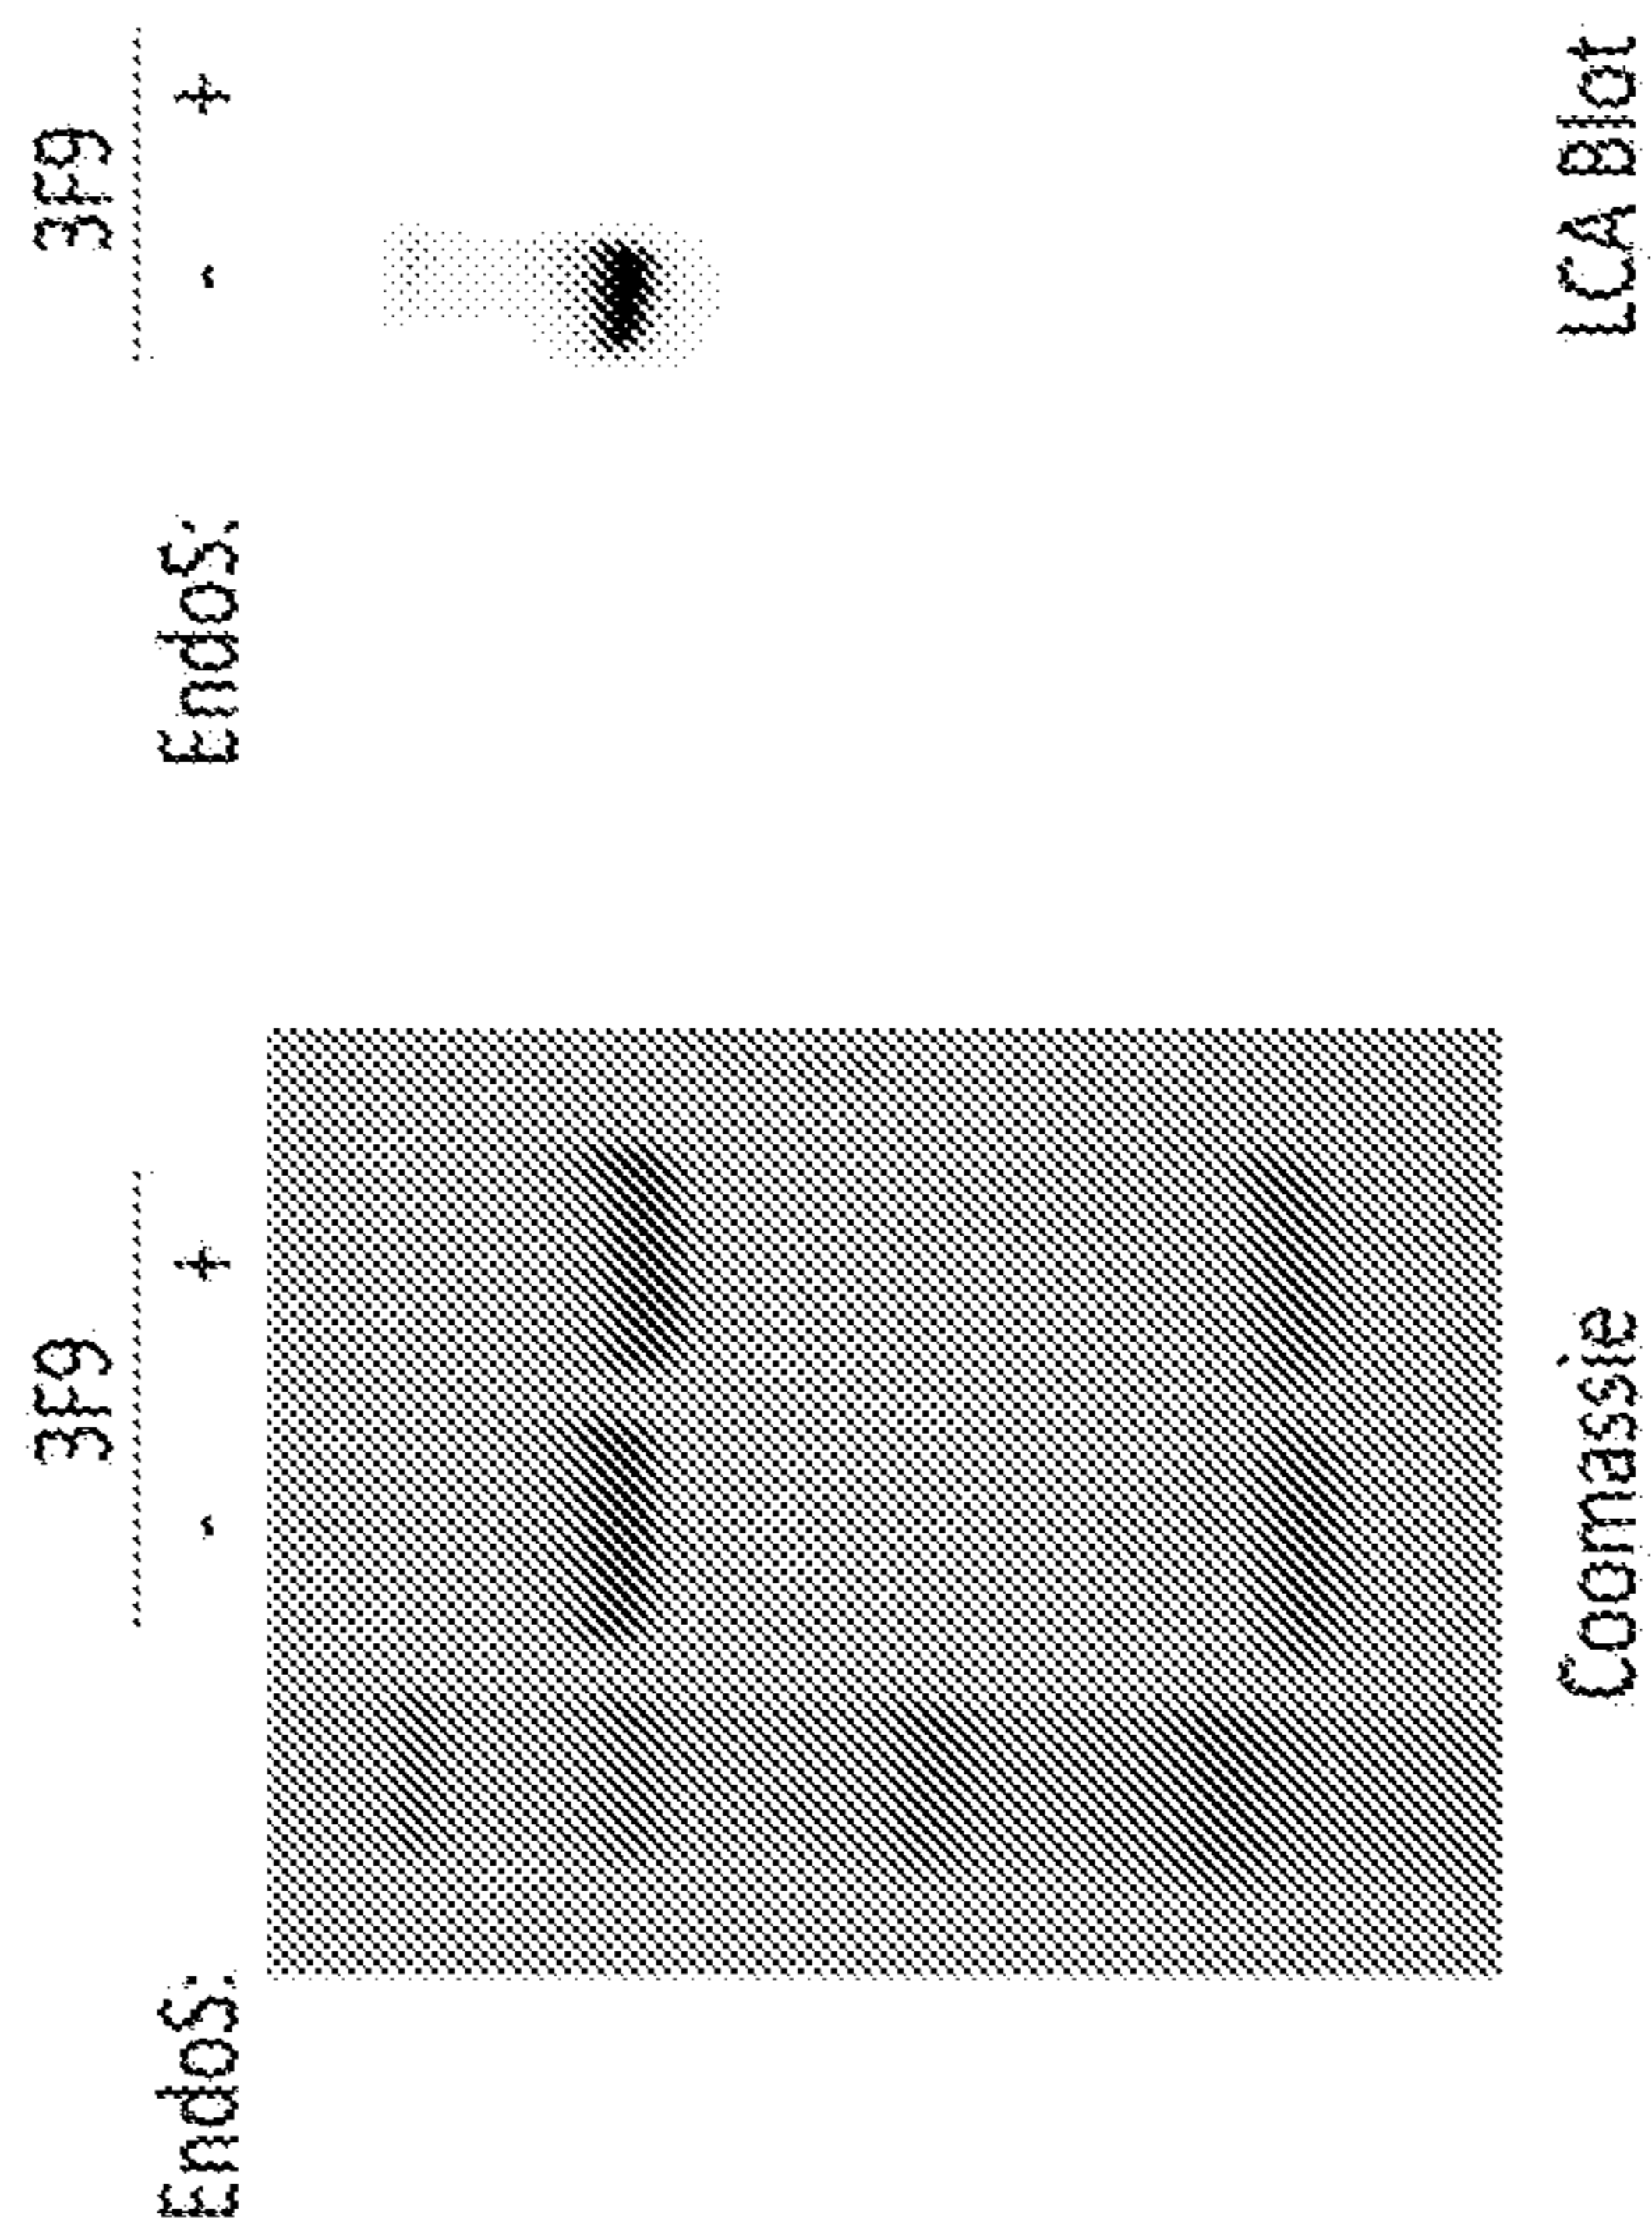 3F9
EndoS: - +
Coomassie
3F9
EndoS: - +
LCA Blot